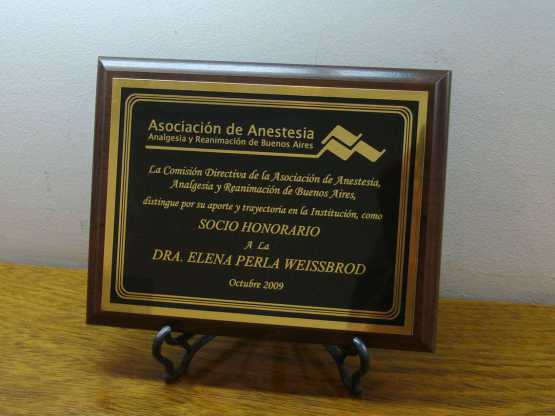 Asociación de Anestesia
Analgesia y Reanimación de Buenos Aires
La Comisión Directiva de la Asociación de Anestesia,
Analgesia y Reanimación de Buenos Aires,
distingue por su aporte y trayectoria en la Institución, como
SOCIO HONORARIO
A La
DRA. ELENA PERLA WEISSBROD
Octubre 2009